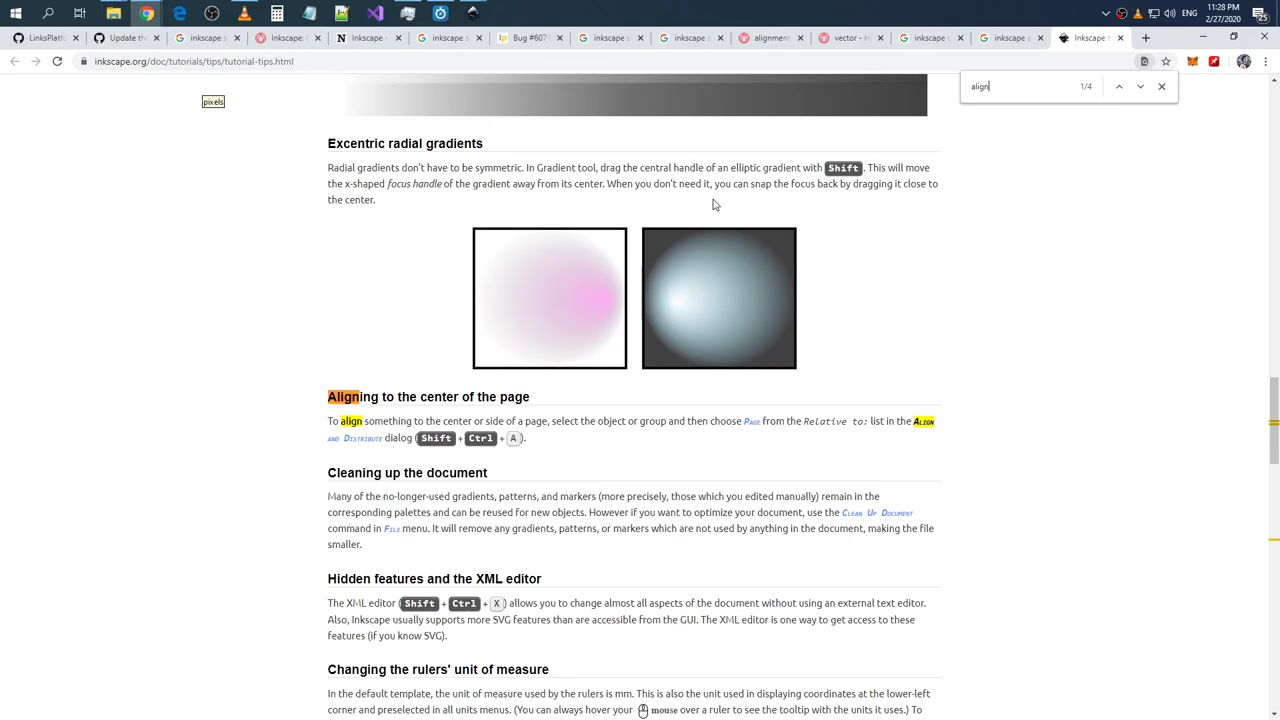 11:28 PM
ENG
2/27/2020
25
LinksPlatfo
Update the
inkscape s
Inkscape: 
Inkscape -
inkscape s
Bug #6071
inkscape s
inkscape s
alignment
vector - H
inkscape c
inkscape a
Inkscape t
inkscape.org/doc/tutorials/tips/tutorial-tips.html
align
1/4
pixels
Excentric radial gradients
Radial gradients don't have to be symmetric. In Gradient tool, drag the central handle of an elliptic gradient with Shift. This will move
the x-shaped focus handle of the gradient away from its center. When you don't need it, you can snap the focus back by dragging it close to
the center.
Aligning to the center of the page
To align something to the center or side of a page, select the object or group and then choose Page from the Relative to: list in the Align
and Distribute dialog (Shift + Ctrl + A).
Cleaning up the document
Many of the no-longer-used gradients, patterns, and markers (more precisely, those which you edited manually) remain in the
corresponding palettes and can be reused for new objects. However if you want to optimize your document, use the Clean Up Document
command in File menu. It will remove any gradients, patterns, or markers which are not used by anything in the document, making the file
smaller.
Hidden features and the XML editor
The XML editor (Shift + Ctrl + X) allows you to change almost all aspects of the document without using an external text editor.
Also, Inkscape usually supports more SVG features than are accessible from the GUI. The XML editor is one way to get access to these
features (if you know SVG).
Changing the rulers' unit of measure
In the default template, the unit of measure used by the rulers is mm. This is also the unit used in displaying coordinates at the lower-left
corner and preselected in all units menus. (You can always hover your mouse over a ruler to see the tooltip with the units it uses.) To